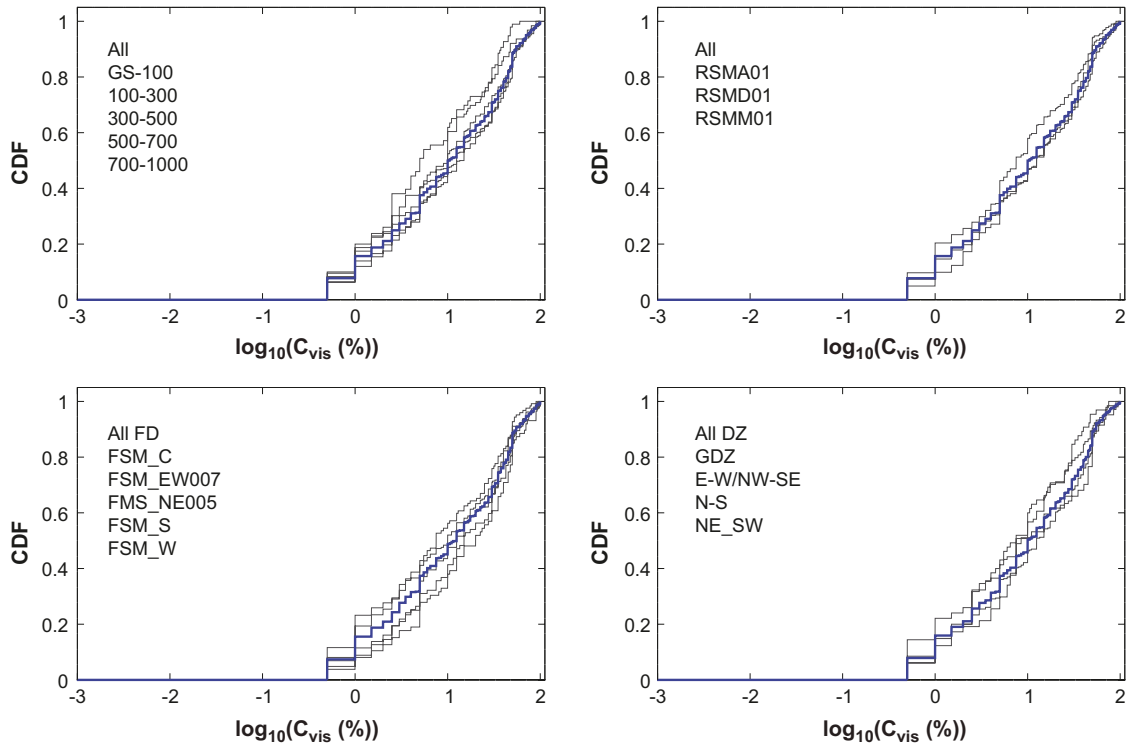 1
0.8
0.6
0.4
0.2
0
CDF
All
GS-100
100-300
300-500
500-700
700-1000
-3 -2 -1 0 1 2
log10(Cvis (%))
1
0.8
0.6
0.4
0.2
0
CDF
All
RSMA01
RSMD01
RSMM01
-3 -2 -1 0 1 2
log10(Cvis (%))
1
0.8
0.6
0.4
0.2
0
CDF
All FD
FSM_C
FSM_EW007
FMS_NE005
FSM_S
FSM_W
-3 -2 -1 0 1 2
log10(Cvis (%))
1
0.8
0.6
0.4
0.2
0
CDF
All DZ
GDZ
E-W/NW-SE
N-S
NE_SW
-3 -2 -1 0 1 2
log10(Cvis (%))